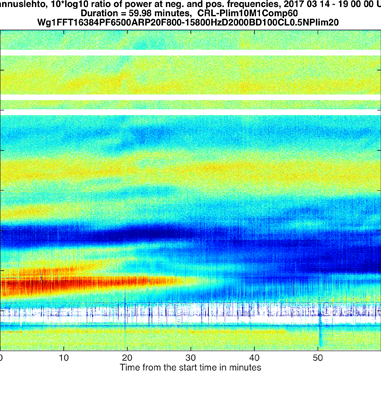 10*log10 ratio of power at neg. and pos. frequencies, 2017 03 14 - 19 00 00
Duration = 59.98 minutes, CRL-Plim10M1Comp60
Wg1FFT16384PF6500ARP20F800-15800HzD2000BD100CL0.5NPlim20
0 10 20 30 40 50
Time from the start time in minutes